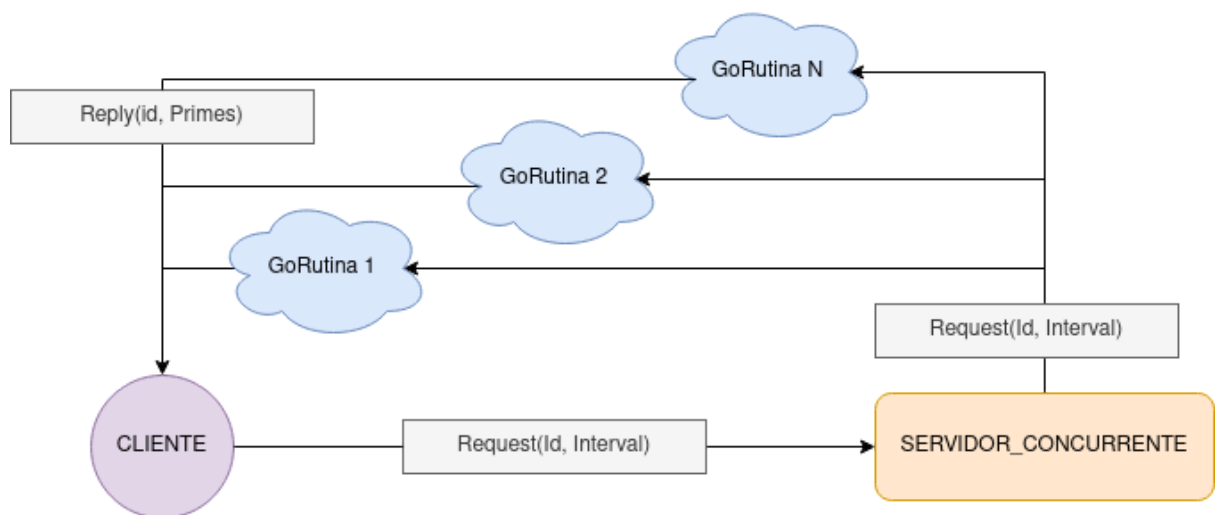 GoRutina N
Reply(id, Primes)
GoRutina 2
GoRutina 1
Request(Id, Interval)
CLIENTE
Request(Id, Interval)
SERVIDOR_CONCURRENTE